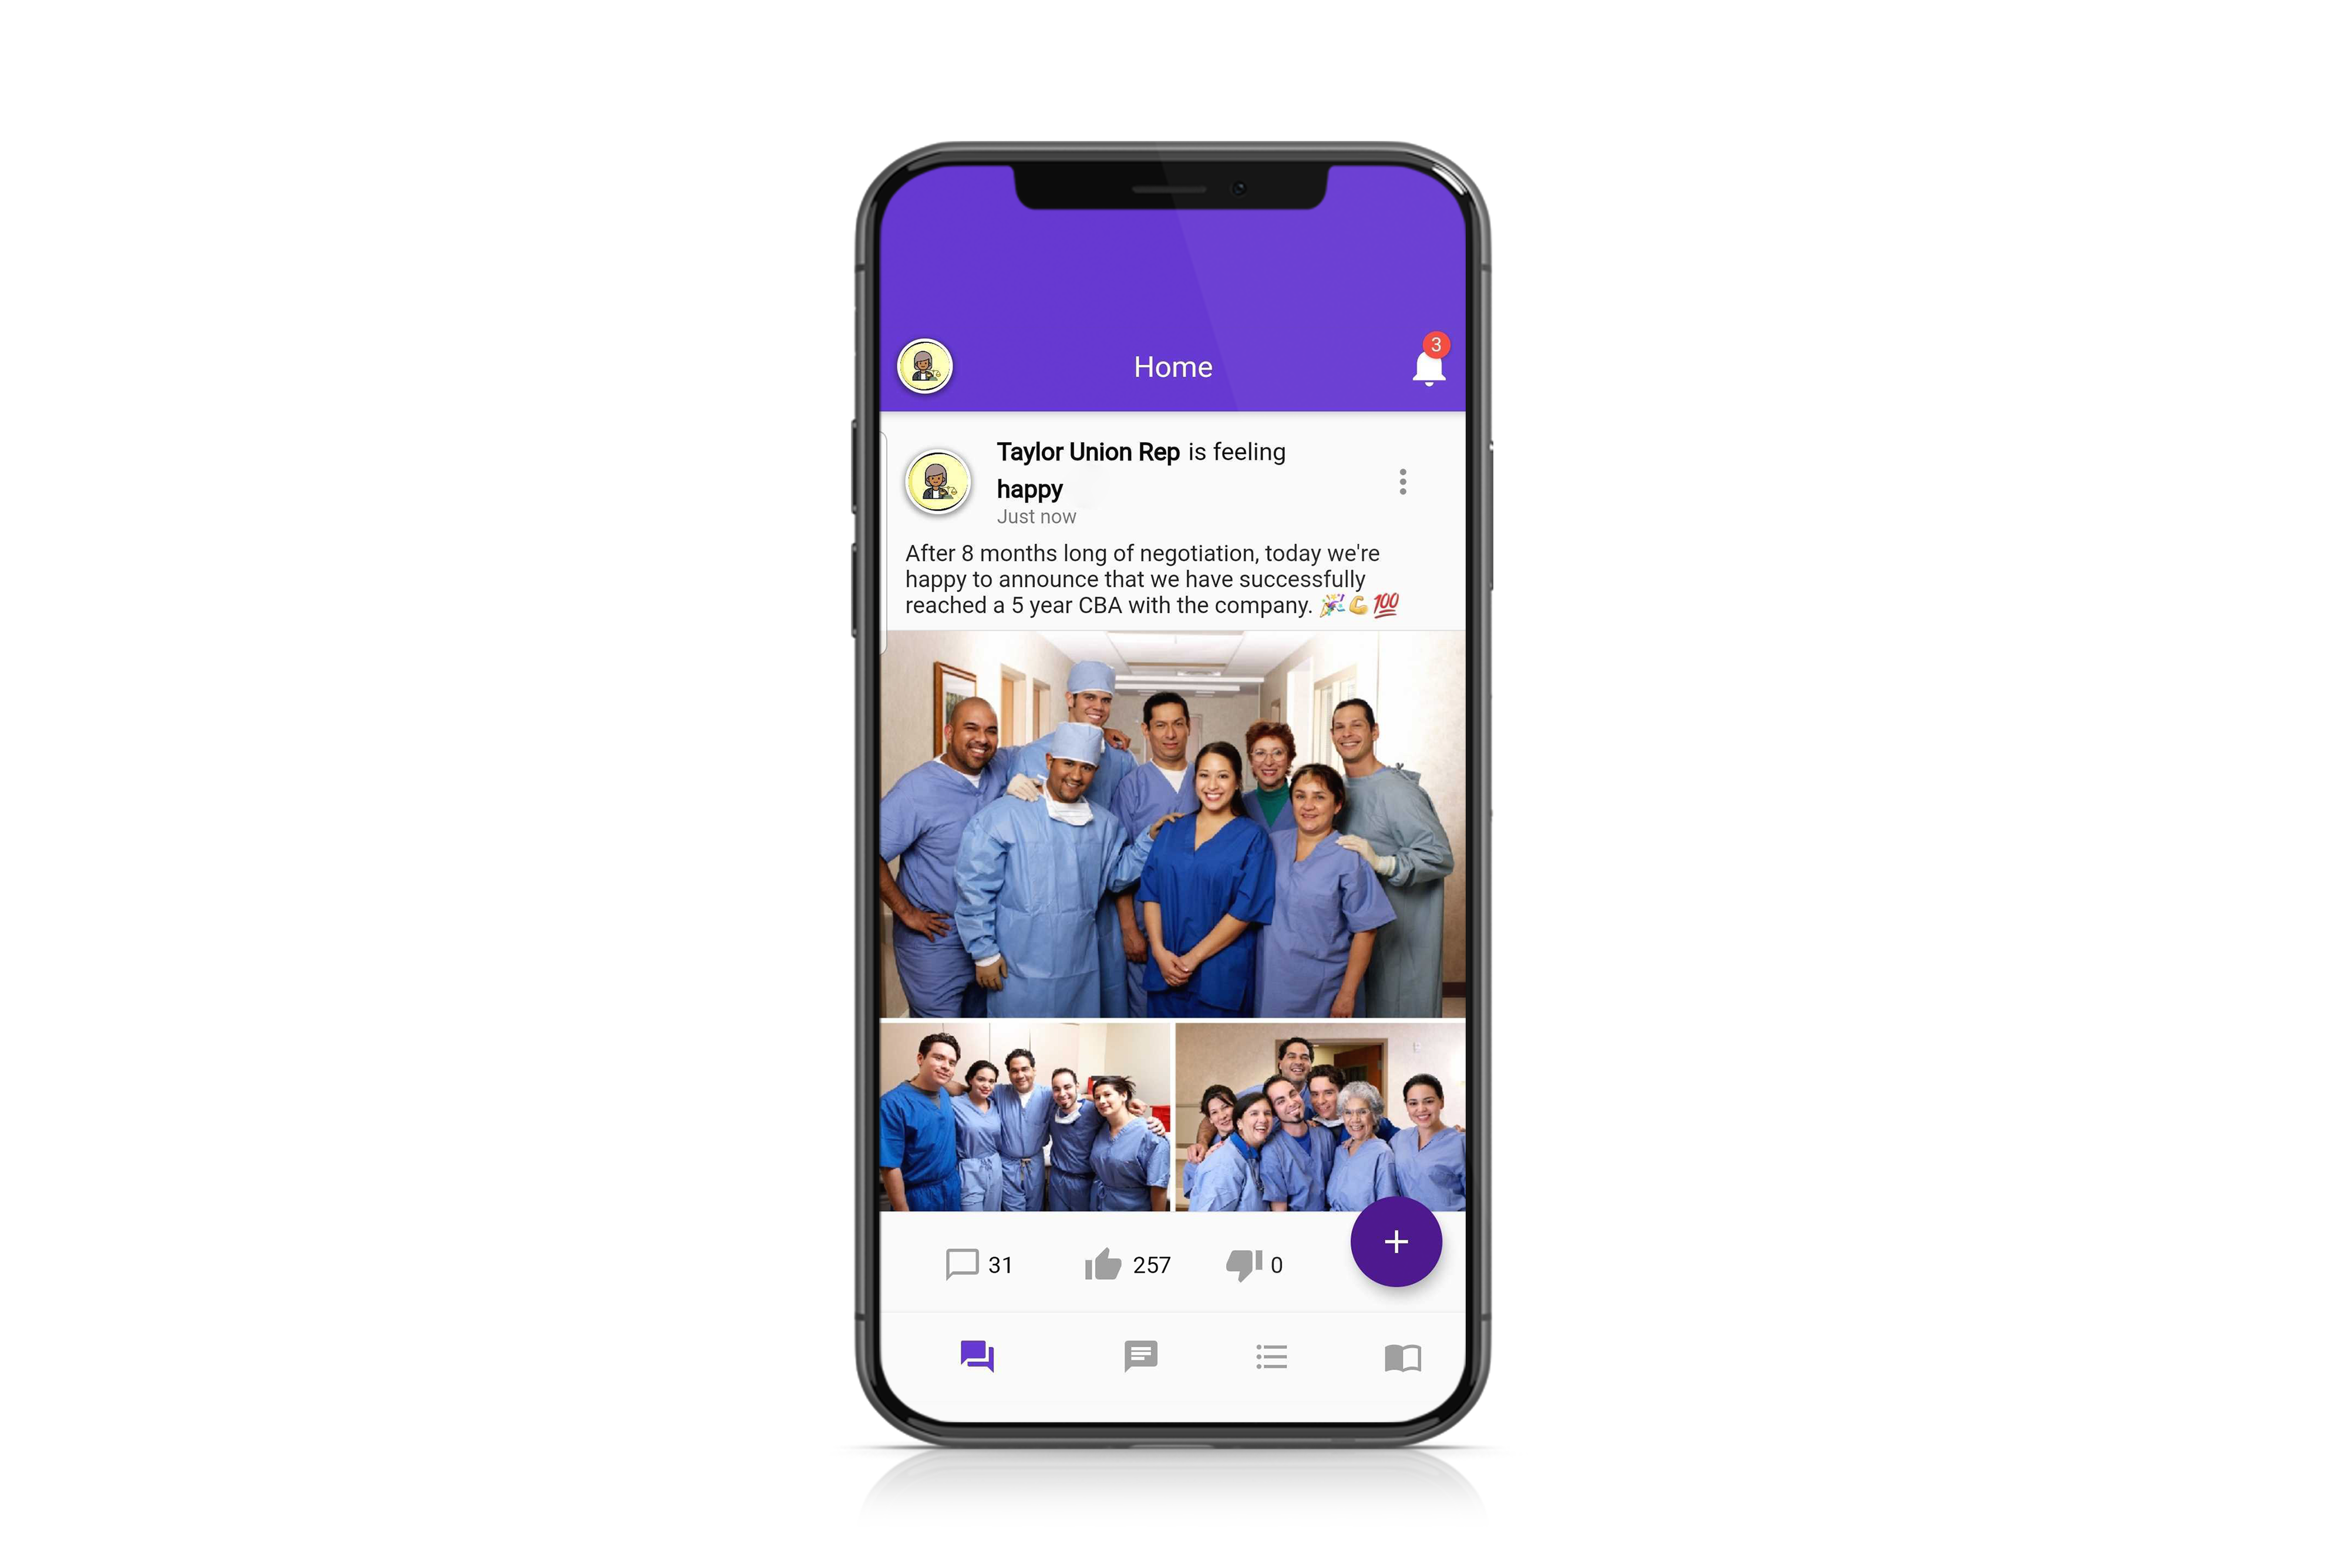 Home
3
Taylor Union Rep is feeling
happy
Just now
After 8 months long of negotiation, today we're
happy to announce that we have successfully
reached a 5 year CBA with the company. 🎉💪💯
31
257
0